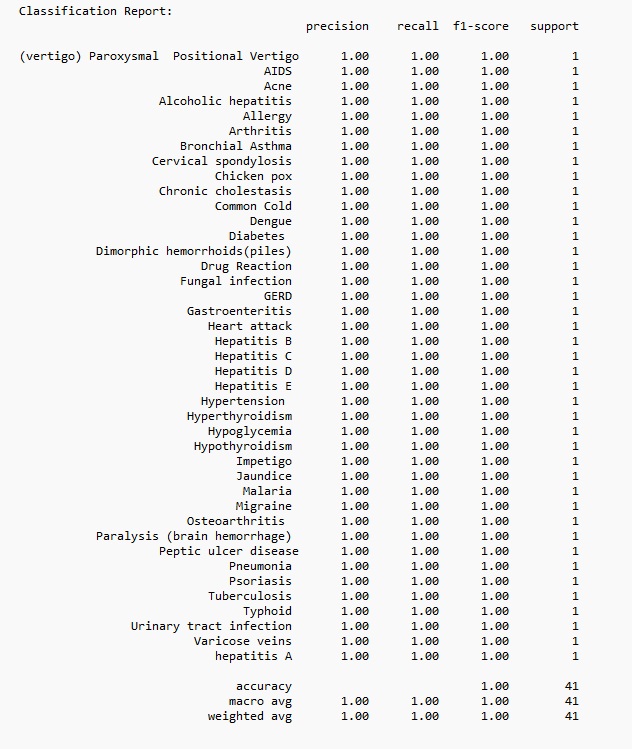 Classification Report:
precision recall f1-score support
(vertigo) Paroxysmal  Positional Vertigo 1.00 1.00 1.00 1
AIDS 1.00 1.00 1.00 1
Acne 1.00 1.00 1.00 1
Alcoholic hepatitis 1.00 1.00 1.00 1
Allergy 1.00 1.00 1.00 1
Arthritis 1.00 1.00 1.00 1
Bronchial Asthma 1.00 1.00 1.00 1
Cervical spondylosis 1.00 1.00 1.00 1
Chicken pox 1.00 1.00 1.00 1
Chronic cholestasis 1.00 1.00 1.00 1
Common Cold 1.00 1.00 1.00 1
Dengue 1.00 1.00 1.00 1
Diabetes 1.00 1.00 1.00 1
Dimorphic hemorrhoids(piles) 1.00 1.00 1.00 1
Drug Reaction 1.00 1.00 1.00 1
Fungal infection 1.00 1.00 1.00 1
GERD 1.00 1.00 1.00 1
Gastroenteritis 1.00 1.00 1.00 1
Heart attack 1.00 1.00 1.00 1
Hepatitis B 1.00 1.00 1.00 1
Hepatitis C 1.00 1.00 1.00 1
Hepatitis D 1.00 1.00 1.00 1
Hepatitis E 1.00 1.00 1.00 1
Hypertension 1.00 1.00 1.00 1
Hyperthyroidism 1.00 1.00 1.00 1
Hypoglycemia 1.00 1.00 1.00 1
Hypothyroidism 1.00 1.00 1.00 1
Impetigo 1.00 1.00 1.00 1
Jaundice 1.00 1.00 1.00 1
Malaria 1.00 1.00 1.00 1
Migraine 1.00 1.00 1.00 1
Osteoarthritis 1.00 1.00 1.00 1
Paralysis (brain hemorrhage) 1.00 1.00 1.00 1
Peptic ulcer disease 1.00 1.00 1.00 1
Pneumonia 1.00 1.00 1.00 1
Psoriasis 1.00 1.00 1.00 1
Tuberculosis 1.00 1.00 1.00 1
Typhoid 1.00 1.00 1.00 1
Urinary tract infection 1.00 1.00 1.00 1
Varicose veins 1.00 1.00 1.00 1
hepatitis A 1.00 1.00 1.00 1
accuracy 1.00 41
macro avg 1.00 1.00 1.00 41
weighted avg 1.00 1.00 1.00 41